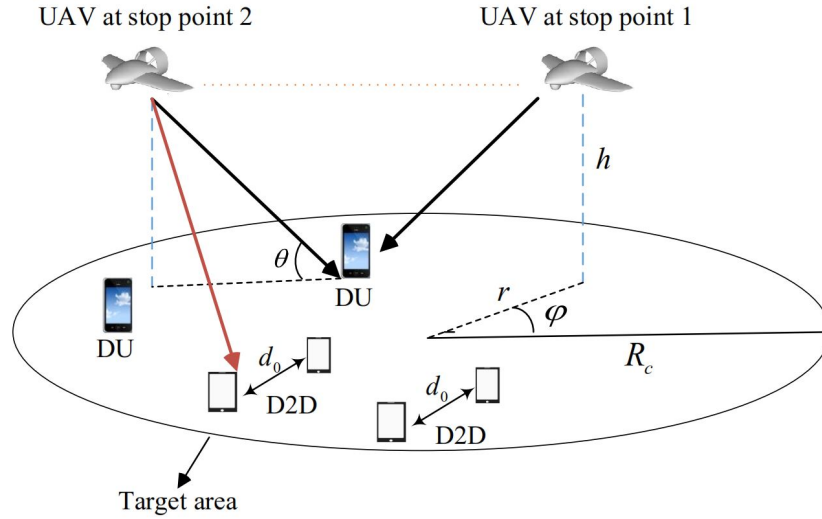 UAV at stop point 2
UAV at stop point 1
h
θ
DU
r
φ
DU
R_c
d_0
D2D
d_0
D2D
Target area